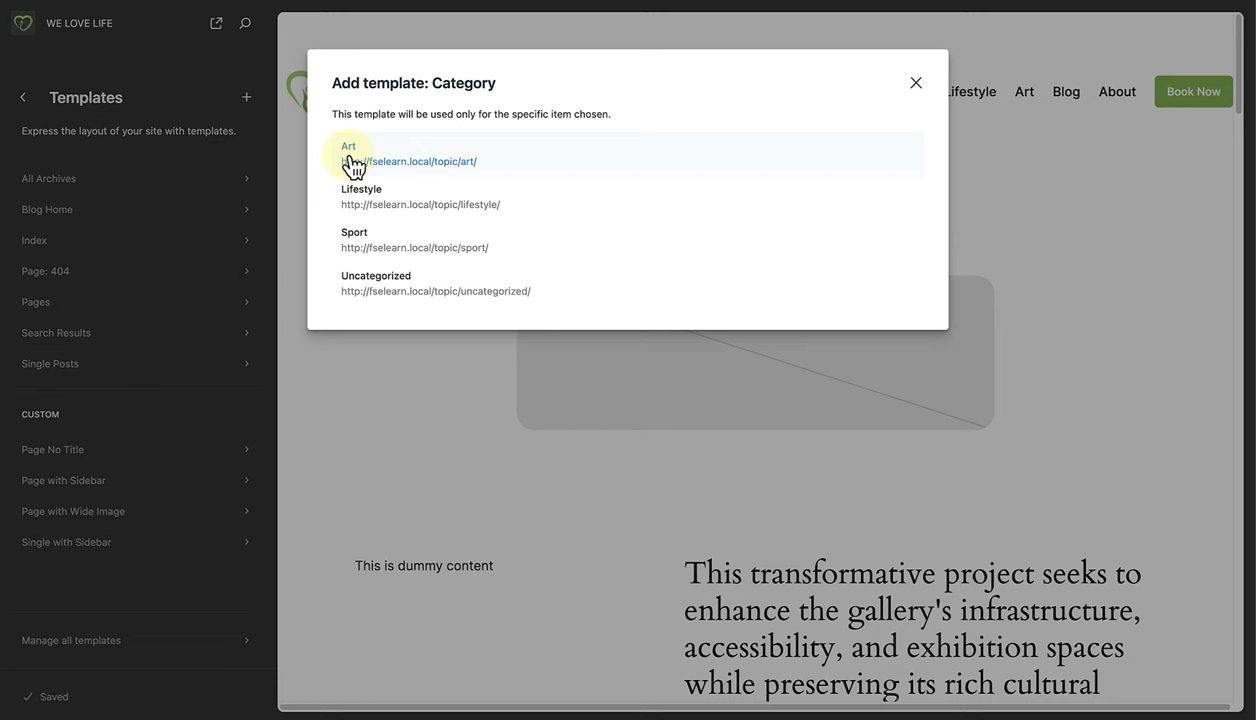 WE LOVE LIFE
Templates
Express the layout of your site with templates.
All Archives
Blog Home
Index
Page: 404
Pages
Search Results
Single Posts
CUSTOM
Page No Title
Page with Sidebar
Page with Wide Image
Single with Sidebar
Manage all templates
Saved
Lifestyle Art Blog About Book Now
Add template: Category
This template will be used only for the specific item chosen.
Art
http://fselearn.local/topic/art/
Lifestyle
http://fselearn.local/topic/lifestyle/
Sport
http://fselearn.local/topic/sport/
Uncategorized
http://fselearn.local/topic/uncategorized/
This is dummy content
This transformative project seeks to
enhance the gallery's infrastructure,
accessibility, and exhibition spaces
while preserving its rich cultural